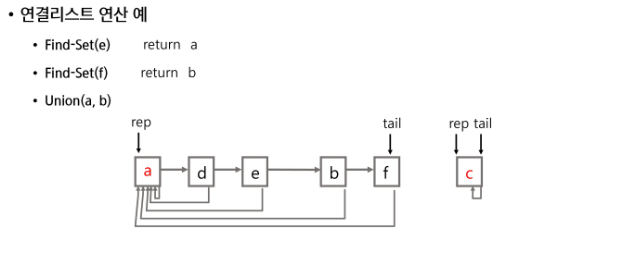 • 연결리스트 연산 예
• Find-Set(e) return a
• Find-Set(f) return b
• Union(a, b)
rep tail rep tail
a d e b f c